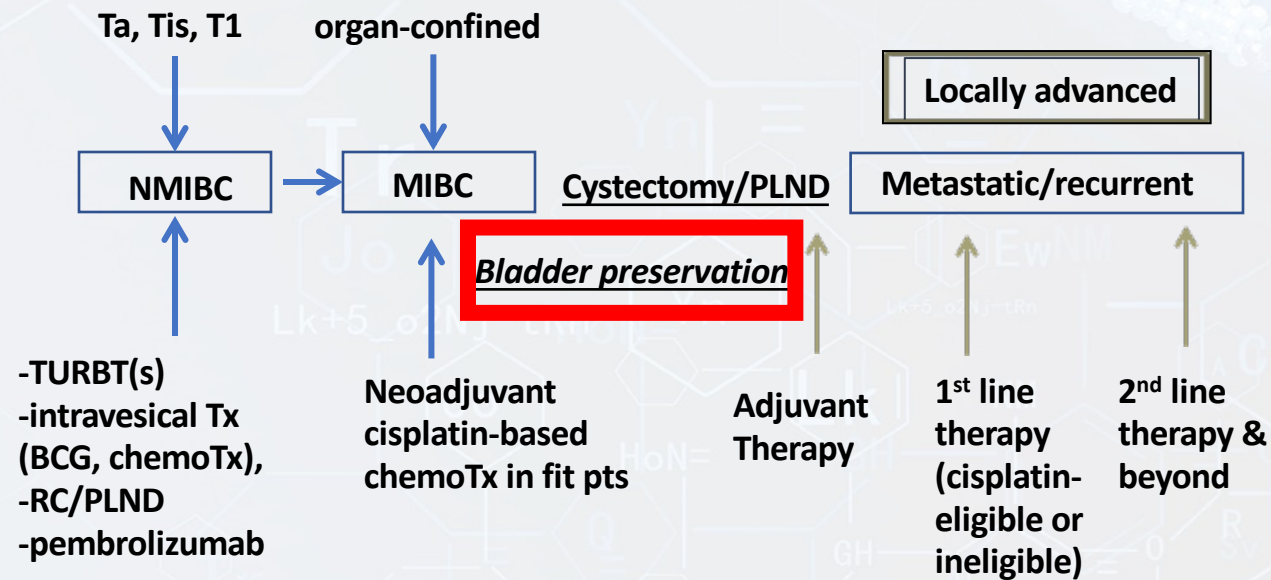 Ta, Tis, T1
organ-confined
Locally advanced
NMIBC
MIBC
Cystectomy/PLND
Metastatic/recurrent
Bladder preservation
-TURBT(s)
-intravesical Tx
(BCG, chemoTx),
-RC/PLND
-pembrolizumab
Neoadjuvant
cisplatin-based
chemoTx in fit pts
Adjuvant
Therapy
1st line
therapy
(cisplatin-
eligible or
ineligible)
2nd line
therapy &
beyond